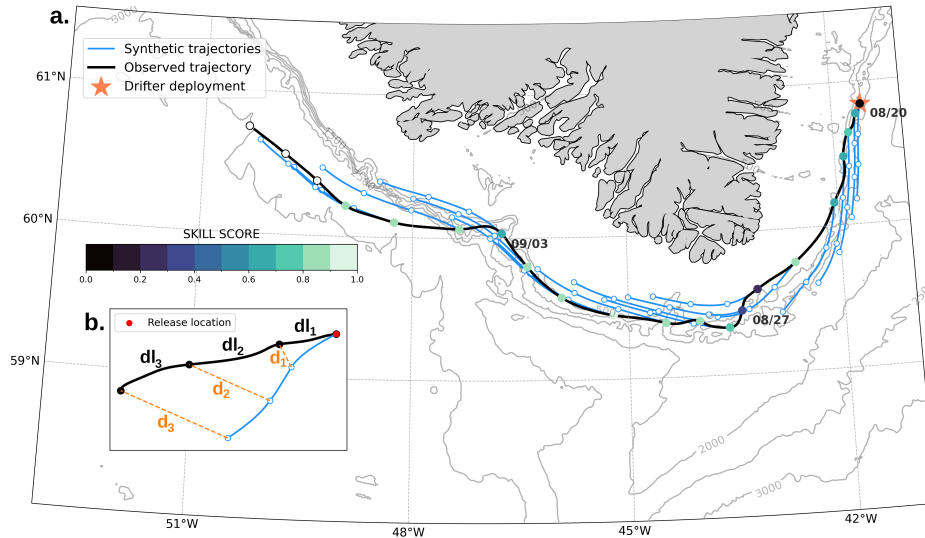 a.
3000
Synthetic trajectories
Observed trajectory
Drifter deployment
61°N
60°N
59°N
08/20
09/03
08/27
SKILL SCORE
0.0 0.2 0.4 0.6 0.8 1.0
b.
Release location
dl1
dl2
dl3
d1
d2
d3
2000
3000
51°W
48°W
45°W
42°W